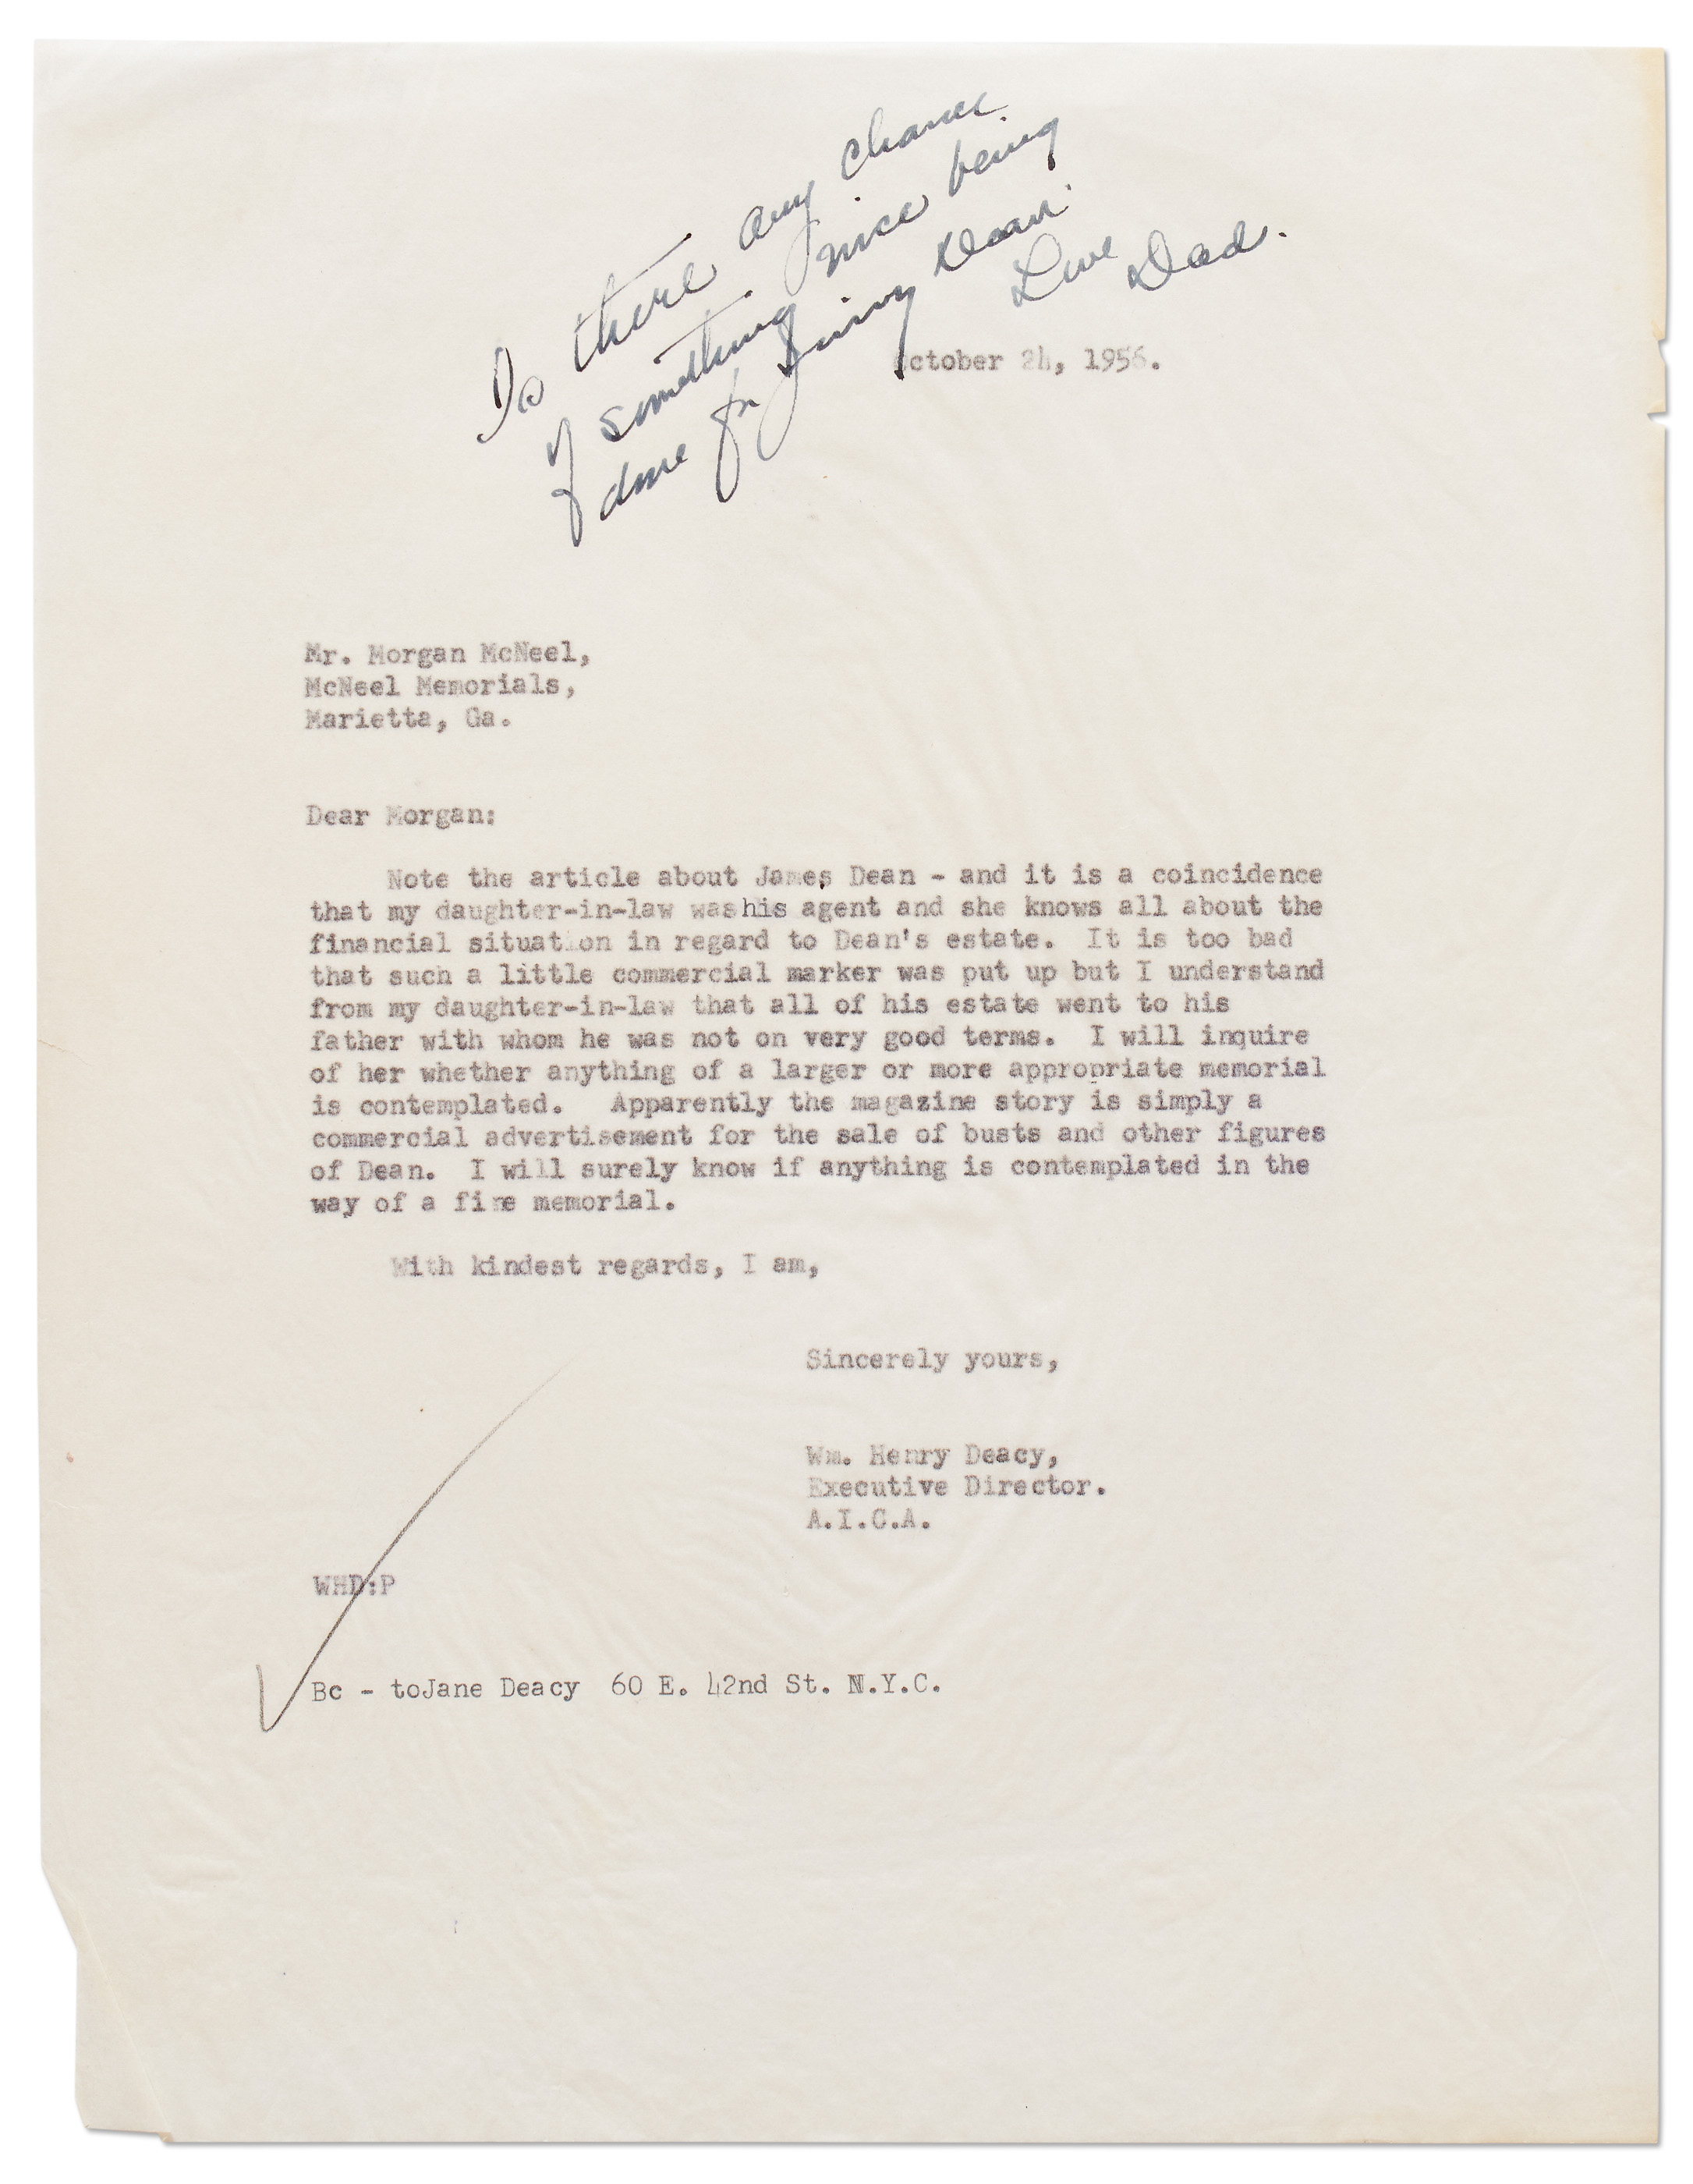 Is there any chance
of something nice being
done for Jimmy Dean.
Love Dad.
October 24, 1956.
Mr. Morgan McNeel,
McNeel Memorials,
Marietta, Ga.
Dear Morgan:
Note the article about James Dean - and it is a coincidence
that my daughter-in-law was his agent and she knows all about the
financial situation in regard to Dean's estate. It is too bad
that such a little commercial marker was put up but I understand
from my daughter-in-law that all of his estate went to his
father with whom he was not on very good terms. I will inquire
of her whether anything of a larger or more appropriate memorial
is contemplated. Apparently the magazine story is simply a
commercial advertisement for the sale of busts and other figures
of Dean. I will surely know if anything is contemplated in the
way of a fine memorial.
With kindest regards, I am,
Sincerely yours,
Wm. Henry Deacy,
Executive Director.
A.I.C.A.
WHD:P
Bc - toJane Deacy 60 E. 42nd St. N.Y.C.